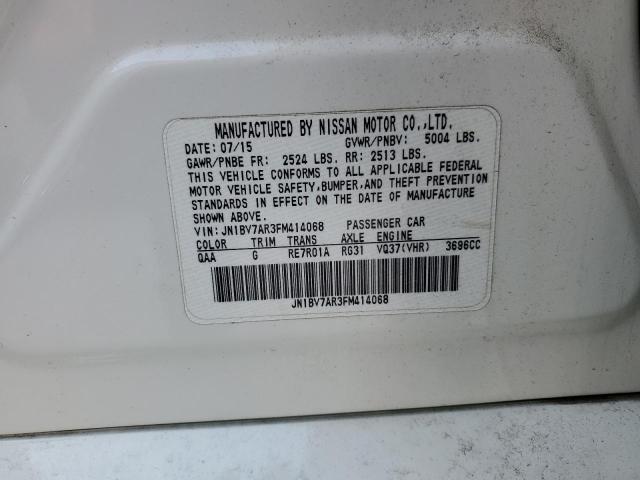 MANUFACTURED BY NISSAN MOTOR CO.,LTD.
DATE: 07/15 GVWR/PNBV: 5004 LBS.
GAWR/PNBE FR: 2524 LBS. RR: 2513 LBS.
THIS VEHICLE CONFORMS TO ALL APPLICABLE FEDERAL
MOTOR VEHICLE SAFETY,BUMPER,AND THEFT PREVENTION
STANDARDS IN EFFECT ON THE DATE OF MANUFACTURE
SHOWN ABOVE.
VIN: JN1BV7AR3FM414068 PASSENGER CAR
COLOR TRIM TRANS AXLE ENGINE
QAA G RE7R01A RG31 VQ37(VHR) 3696CC
JN1BV7AR3FM414068